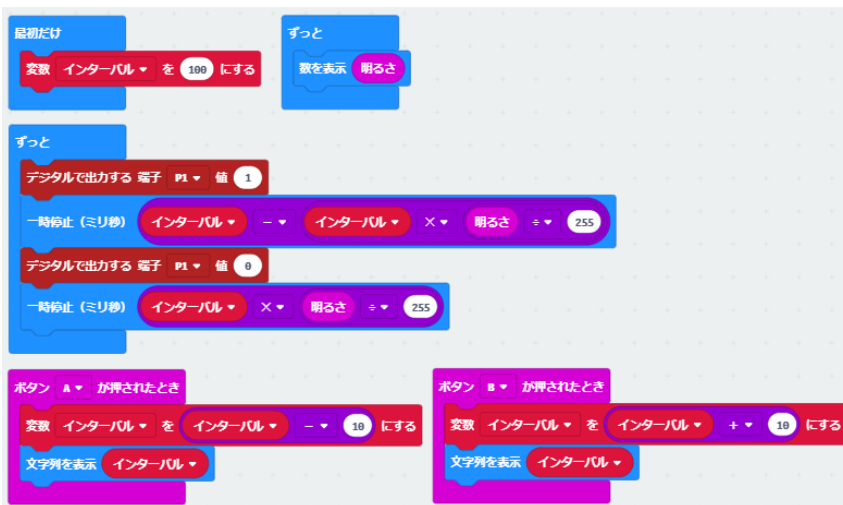 最初だけ
変数 インターバル を 100 にする
ずっと
数を表示 明るさ
ずっと
デジタルで出力する 端子 P1 値 1
一時停止（ミリ秒） インターバル － インターバル × 明るさ ÷ 255
デジタルで出力する 端子 P1 値 0
一時停止（ミリ秒） インターバル × 明るさ ÷ 255
ボタン A が押されたとき
変数 インターバル を インターバル － 10 にする
文字列を表示 インターバル
ボタン B が押されたとき
変数 インターバル を インターバル + 10 にする
文字列を表示 インターバル